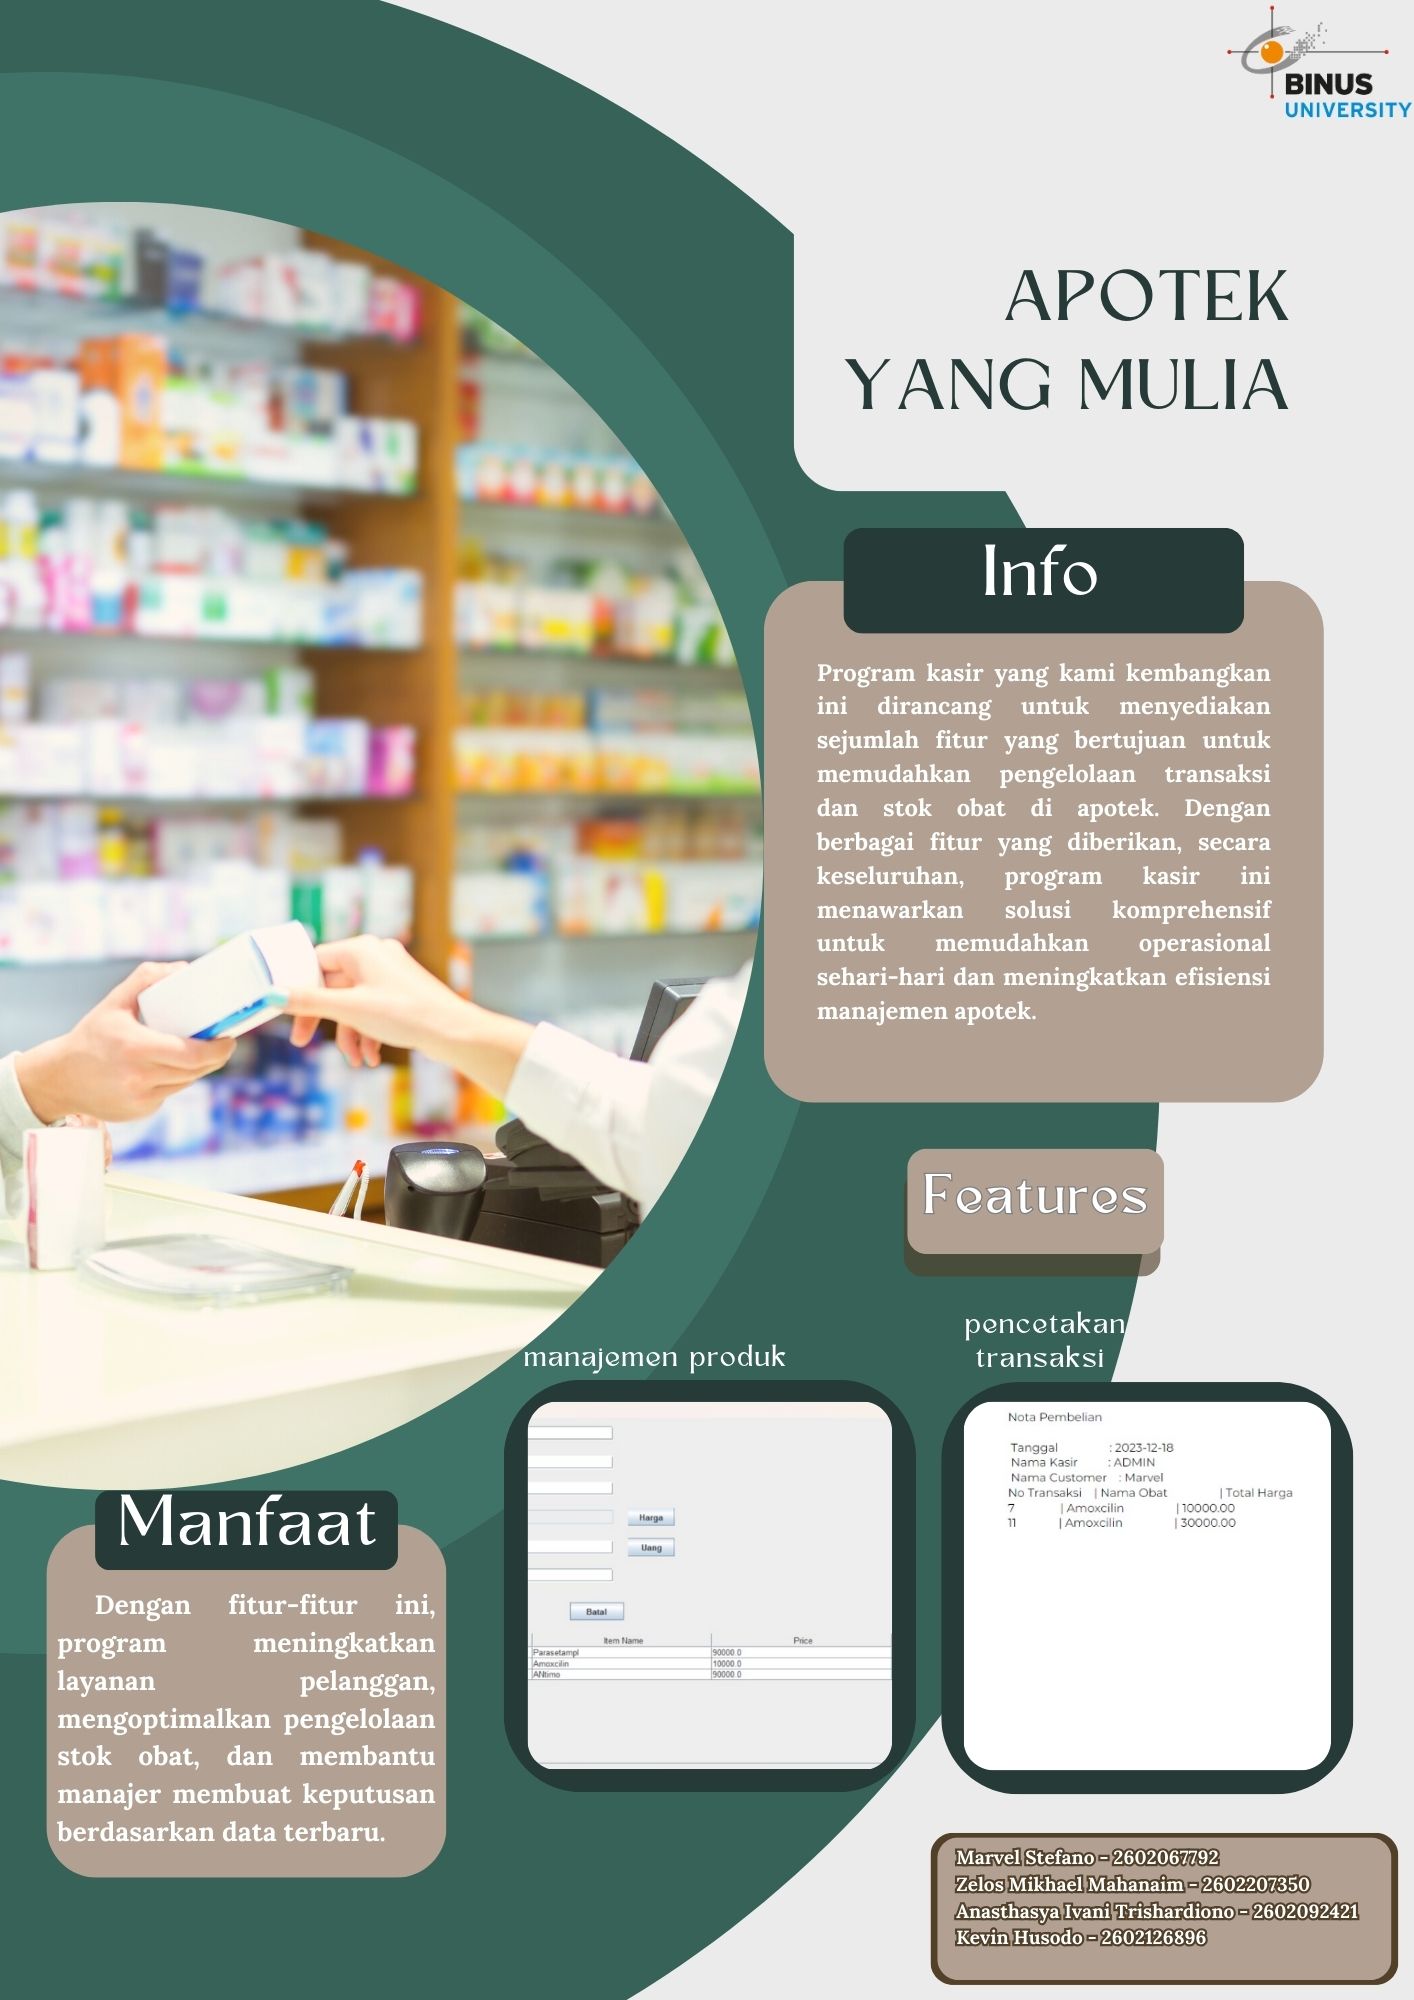 BINUS
UNIVERSITY
APOTEK
YANG MULIA
Info
Program kasir yang kami kembangkan
ini dirancang untuk menyediakan
sejumlah fitur yang bertujuan untuk
memudahkan pengelolaan transaksi
dan stok obat di apotek. Dengan
berbagai fitur yang diberikan, secara
keseluruhan, program kasir ini
menawarkan solusi komprehensif
untuk memudahkan operasional
sehari-hari dan meningkatkan efisiensi
manajemen apotek.
Features
manajemen produk
Harga
Uang
Batal
Item Name Price
Parasetampl 90000.0
Amoxcilin 10000.0
ANtimo 90000.0
pencetakan
transaksi
Nota Pembelian
Tanggal : 2023-12-18
Nama Kasir : ADMIN
Nama Customer : Marvel
No Transaksi | Nama Obat | Total Harga
7 | Amoxcilin | 10000.00
11 | Amoxcilin | 30000.00
Manfaat
Dengan fitur-fitur ini,
program meningkatkan
layanan pelanggan,
mengoptimalkan pengelolaan
stok obat, dan membantu
manajer membuat keputusan
berdasarkan data terbaru.
Marvel Stefano - 2602067792
Zelos Mikhael Mahanaim - 2602207350
Anasthasya Ivani Trishardiono - 2602092421
Kevin Husodo - 2602126896